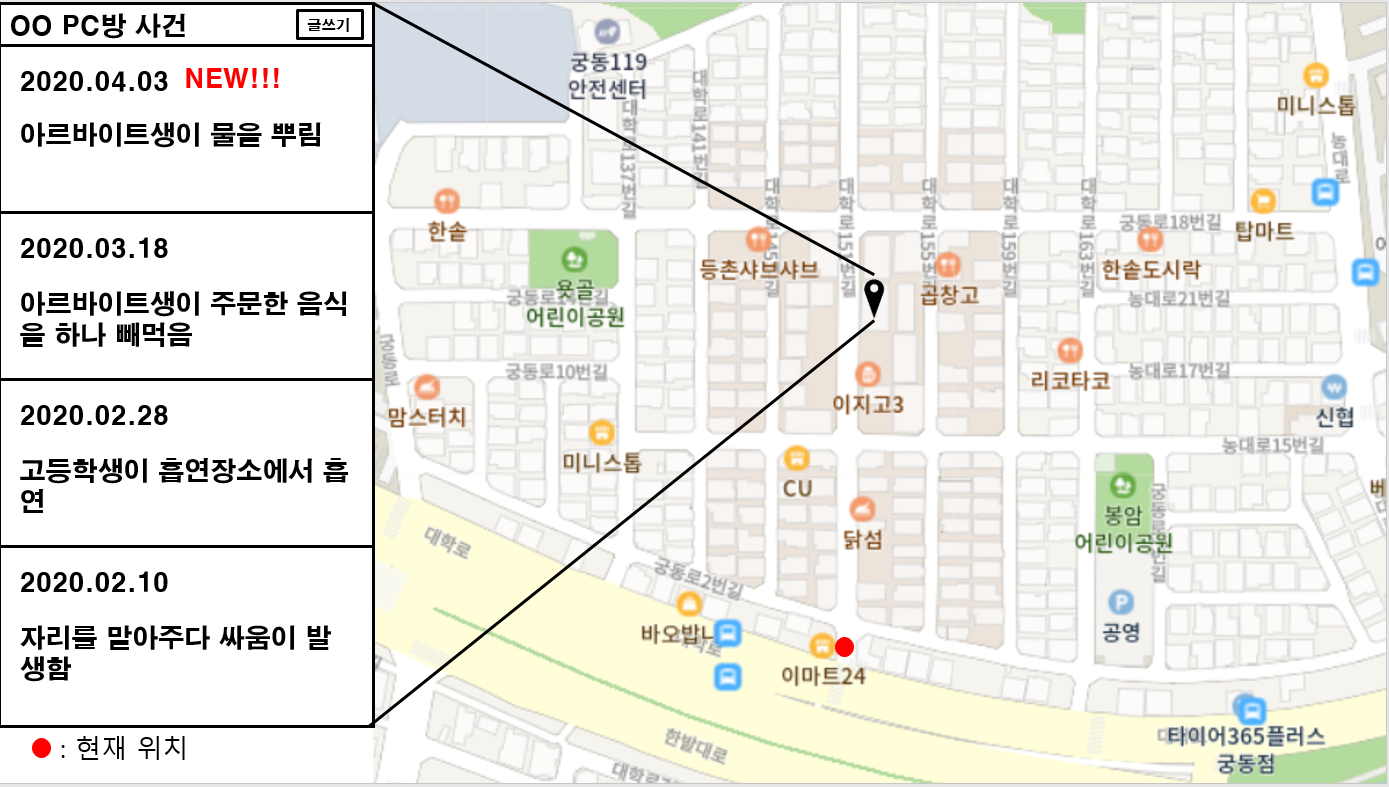 OO PC방 사건
글쓰기
2020.04.03 NEW!!!
아르바이트생이 물을 뿌림
2020.03.18
아르바이트생이 주문한 음식
을 하나 빼먹음
2020.02.28
고등학생이 흡연장소에서 흡
연
2020.02.10
자리를 맡아주다 싸움이 발
생함
: 현재 위치
궁동119
안전센터
대학로137번길
대학로141번길
대학로145번길
대학로151번길
대학로155번길
대학로159번길
대학로163번길
미니스톱
농대로
한솥
등촌샤브샤브
곱창고
궁동로18번길
탑마트
한솥도시락
농대로21번길
욧골
어린이공원
궁동로10번길
맘스터치
이지고3
리코타코
농대로17번길
신협
미니스톱
농대로15번길
CU
닭섬
봉암
어린이공원
대학로
궁동로2번길
공영
바오밥나
이마트24
한밭대로
타이어365플러스
궁동점